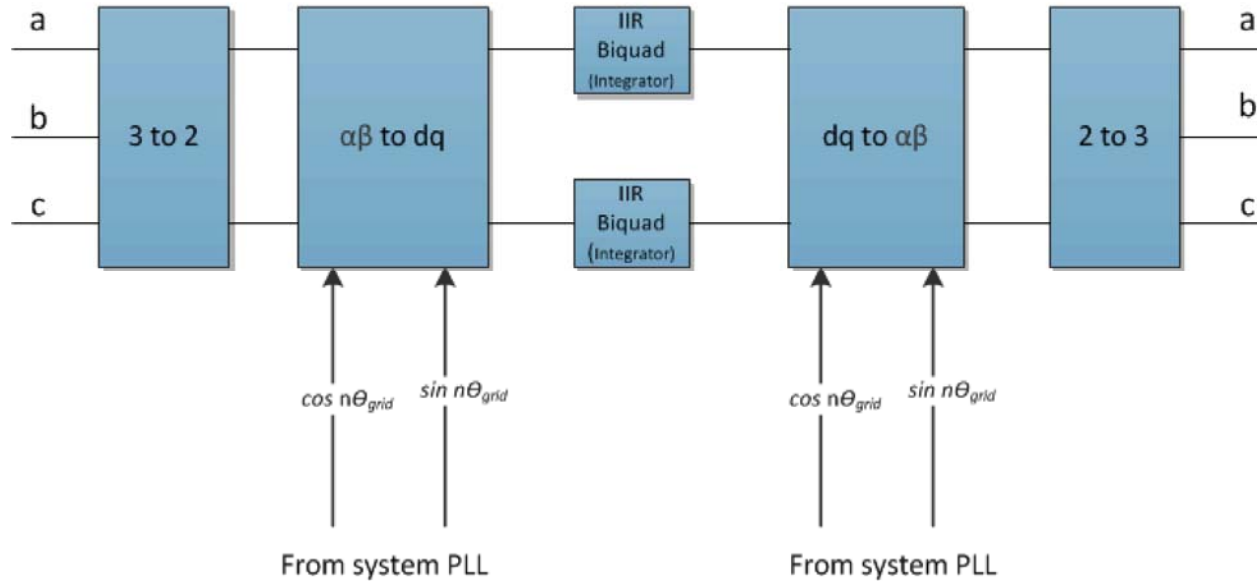 a
b
c
3 to 2
αβ to dq
IIR
Biquad
(Integrator)
IIR
Biquad
(Integrator)
dq to αβ
2 to 3
a
b
c
cos nθgrid
sin nθgrid
cos nθgrid
sin nθgrid
From system PLL
From system PLL